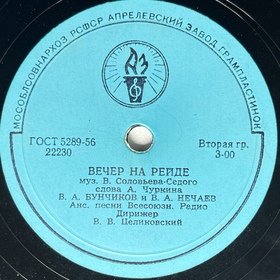 МОСОБЛСОВНАРХОЗ РСФСР АПРЕЛЕВСКИЙ ЗАВОД ГРАМПЛАСТИНОК
ГОСТ 5289-56
22230
Вторая гр.
3-00
ВЕЧЕР НА РЕЙДЕ
муз. В. Соловьева-Седого
слова А. Чуркина
В. А. БУНЧИКОВ и В. А. НЕЧАЕВ
Анс. песни Всесоюзн. Радио
Дирижер
В. В. Целиковский